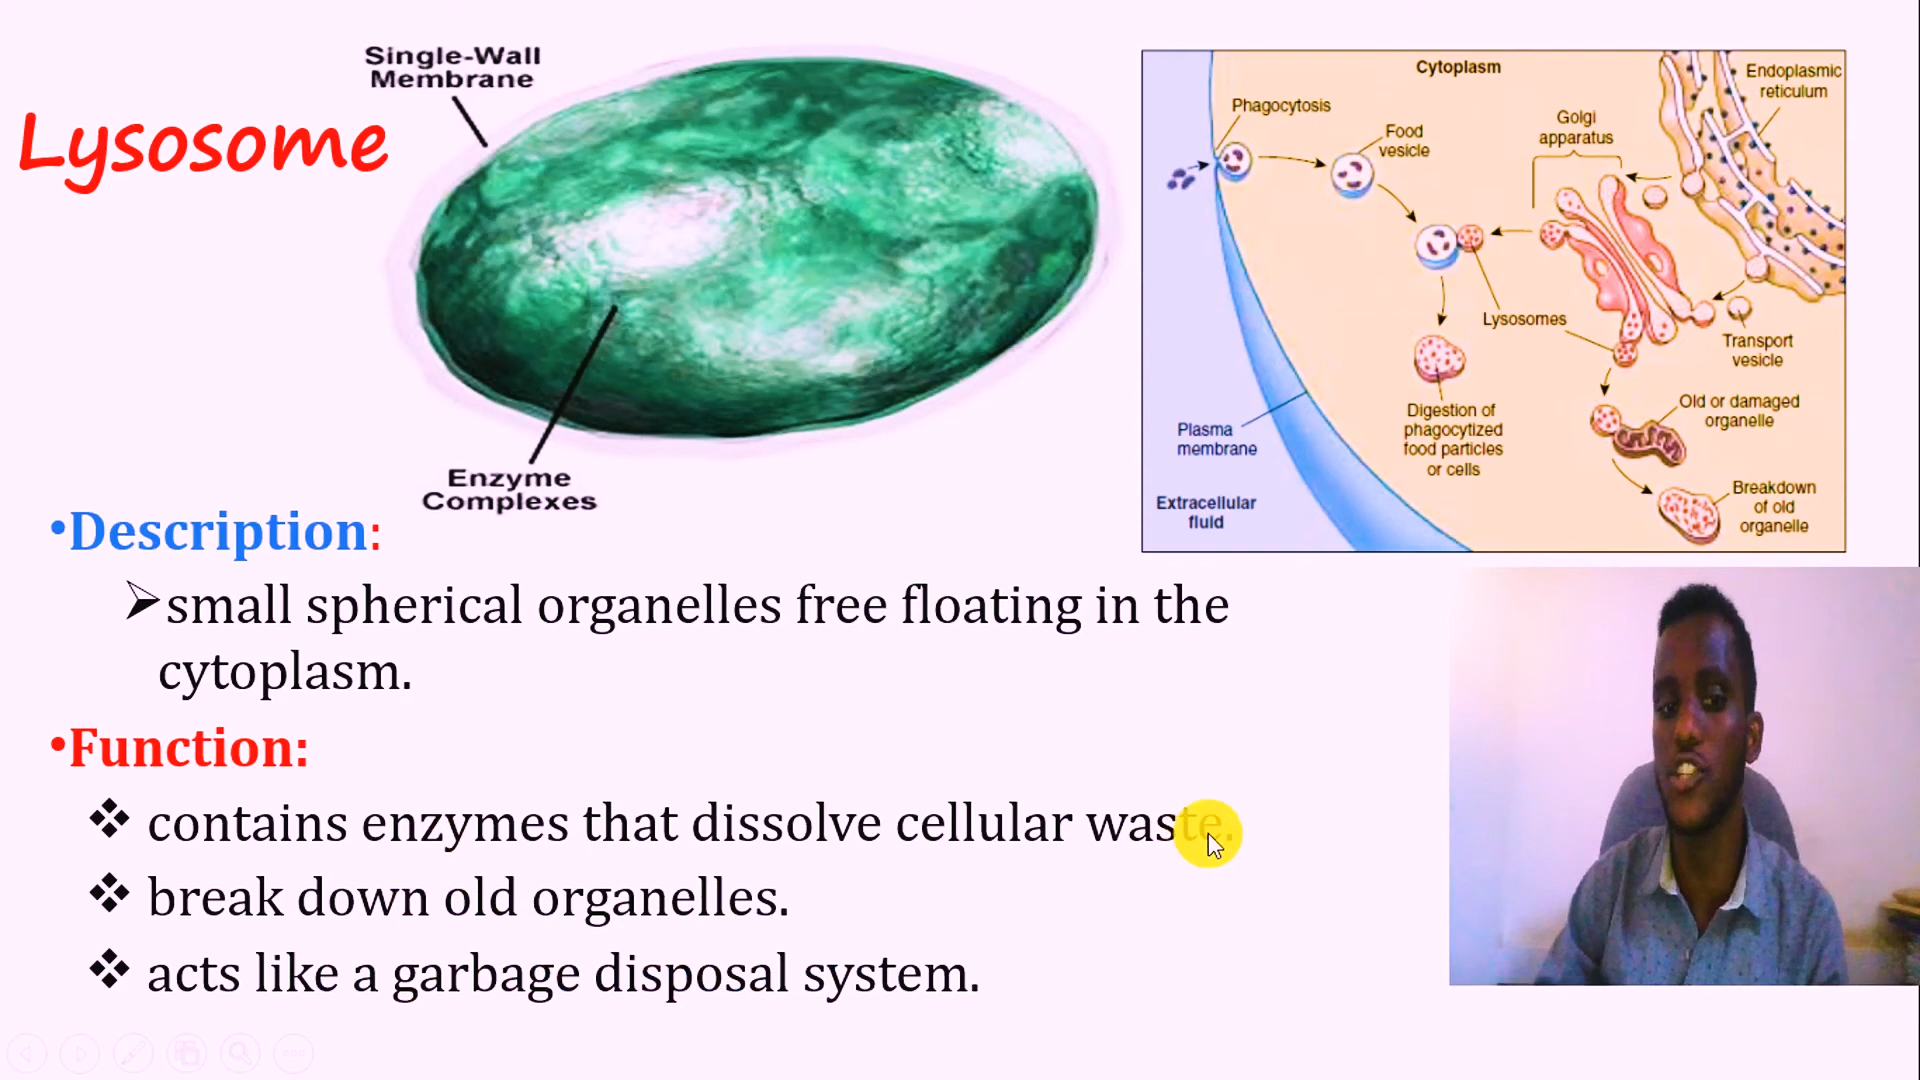 Lysosome
Single-Wall
Membrane
Enzyme
Complexes
Cytoplasm
Phagocytosis
Food
vesicle
Golgi
apparatus
Endoplasmic
reticulum
Lysosomes
Transport
vesicle
Digestion of
phagocytized
food particles
or cells
Old or damaged
organelle
Plasma
membrane
Breakdown
of old
organelle
Extracellular
fluid
•Description:
➢small spherical organelles free floating in the
cytoplasm.
•Function:
❖ contains enzymes that dissolve cellular waste.
❖ break down old organelles.
❖ acts like a garbage disposal system.